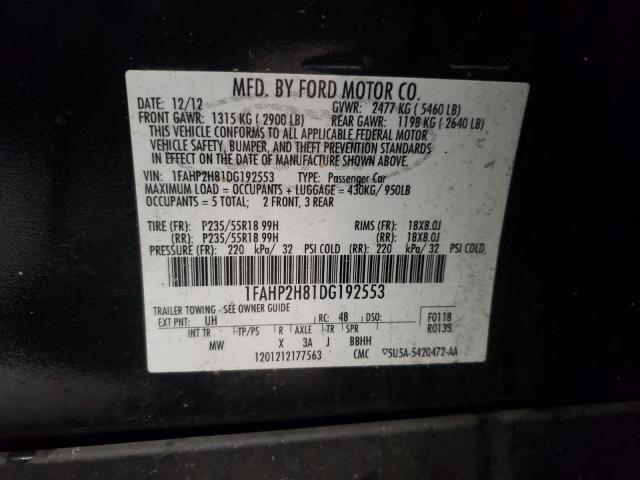 MFD. BY FORD MOTOR CO.
DATE: 12/12 GVWR: 2477 KG ( 5460 LB)
FRONT GAWR: 1315 KG ( 2900 LB) REAR GAWR: 1198 KG ( 2640 LB)
THIS VEHICLE CONFORMS TO ALL APPLICABLE FEDERAL MOTOR
VEHICLE SAFETY, BUMPER, AND THEFT PREVENTION STANDARDS
IN EFFECT ON THE DATE OF MANUFACTURE SHOWN ABOVE.
VIN: 1FAHP2H81DG192553 TYPE: Passenger Car
MAXIMUM LOAD = OCCUPANTS + LUGGAGE = 430KG/ 950LB
OCCUPANTS = 5 TOTAL; 2 FRONT, 3 REAR
TIRE (FR): P235/55R18 99H RIMS (FR): 18X8.0J
(RR): P235/55R18 99H (RR): 18X8.0J
PRESSURE (FR): 220 kPa/ 32 PSI COLD (RR): 220 kPa/ 32 PSI COLD
1FAHP2H81DG192553
TRAILER TOWING - SEE OWNER GUIDE
EXT PNT: UH RC: 48 DSO: F0118
INT TR TP/PS R AXLE TR SPR R0139
MW X 3A J BBHH
1201212177563 CMC ▽5U5A-5420472-AA